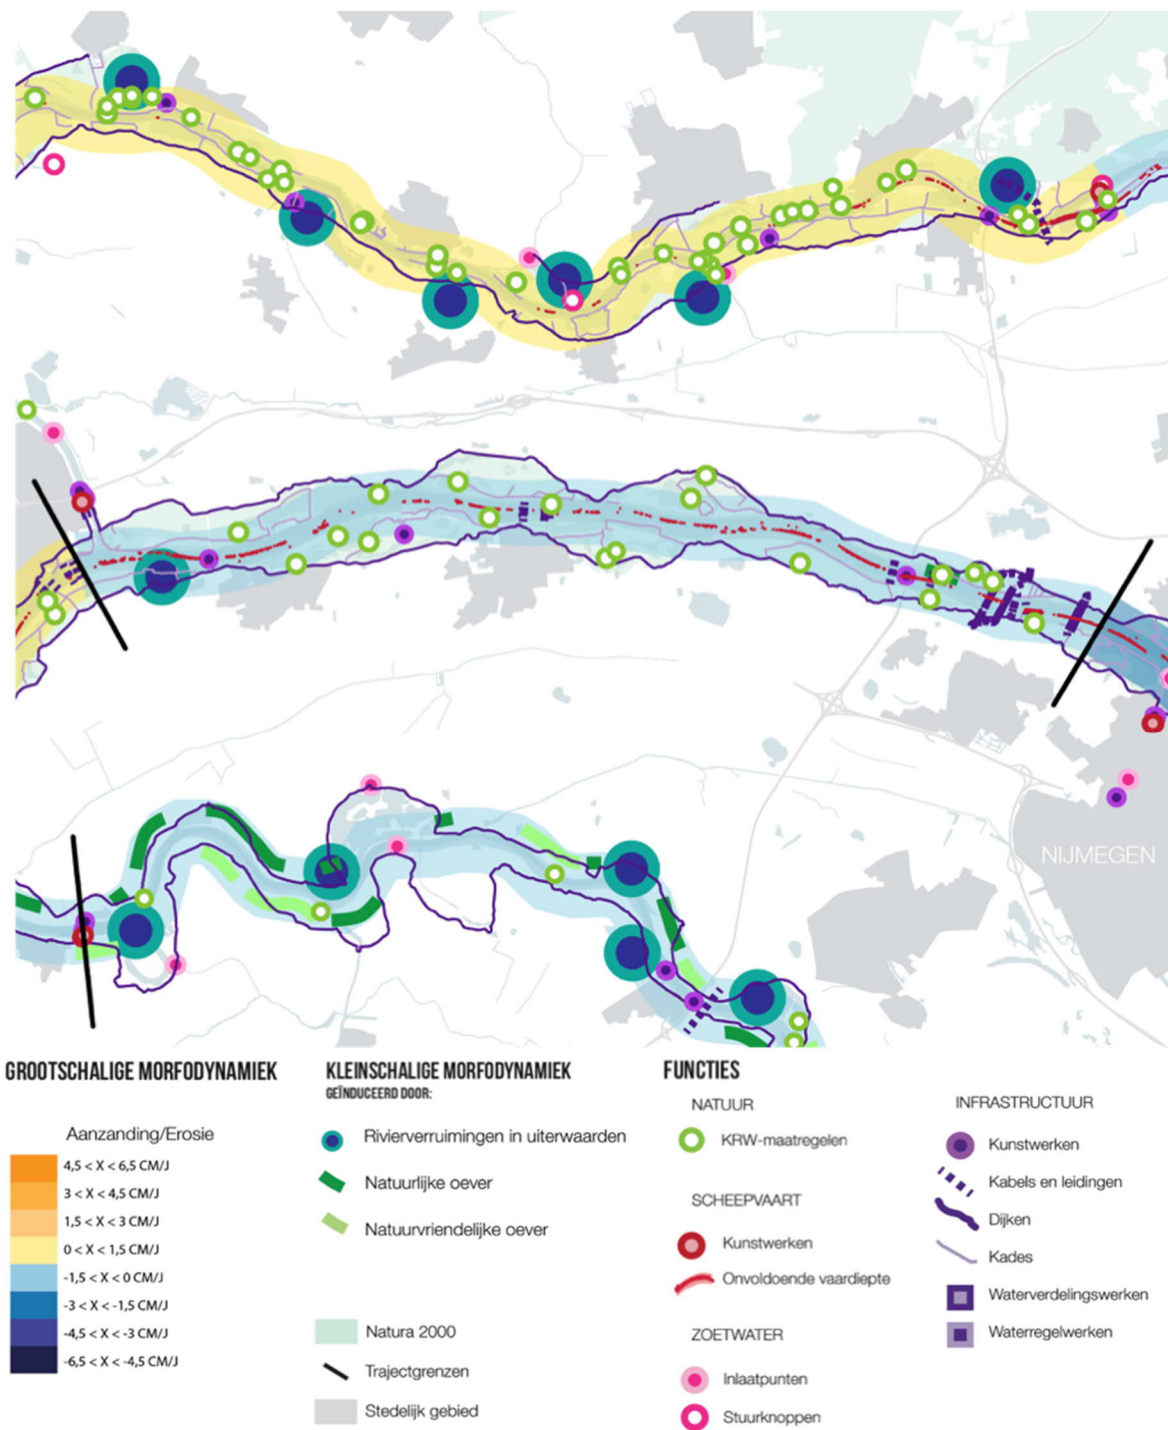 NIJMEGEN
GROOTSCHALIGE MORFODYNAMIEK
Aanzanding/Erosie
4,5 < X < 6,5 CM/J
3 < X < 4,5 CM/J
1,5 < X < 3 CM/J
0 < X < 1,5 CM/J
-1,5 < X < 0 CM/J
-3 < X < -1,5 CM/J
-4,5 < X < -3 CM/J
-6,5 < X < -4,5 CM/J
KLEINSCHALIGE MORFODYNAMIEK
GEÏNDUCEERD DOOR:
Rivierverruimingen in uiterwaarden
Natuurlijke oever
Natuurvriendelijke oever
Natura 2000
Trajectgrenzen
Stedelijk gebied
FUNCTIES
NATUUR
KRW-maatregelen
SCHEEPVAART
Kunstwerken
Onvoldoende vaardiepte
ZOETWATER
Inlaatpunten
Stuurknoppen
INFRASTRUCTUUR
Kunstwerken
Kabels en leidingen
Dijken
Kades
Waterverdelingswerken
Waterregelwerken